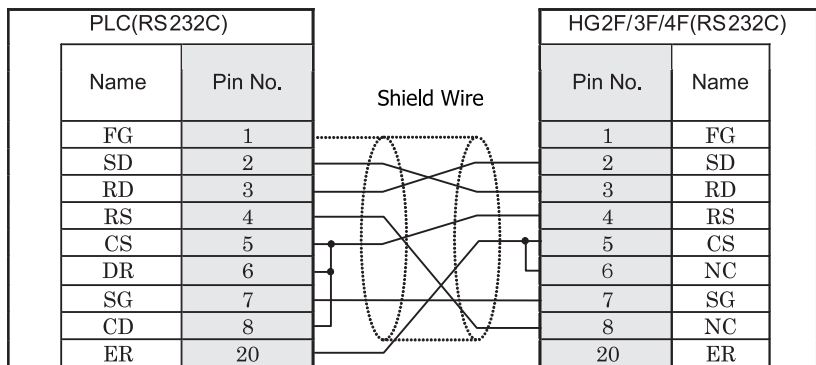 PLC(RS232C) HG2F/3F/4F(RS232C)
Name Pin No. Shield Wire Pin No. Name
FG 1 1 FG
SD 2 2 SD
RD 3 3 RD
RS 4 4 RS
CS 5 5 CS
DR 6 6 NC
SG 7 7 SG
CD 8 8 NC
ER 20 20 ER